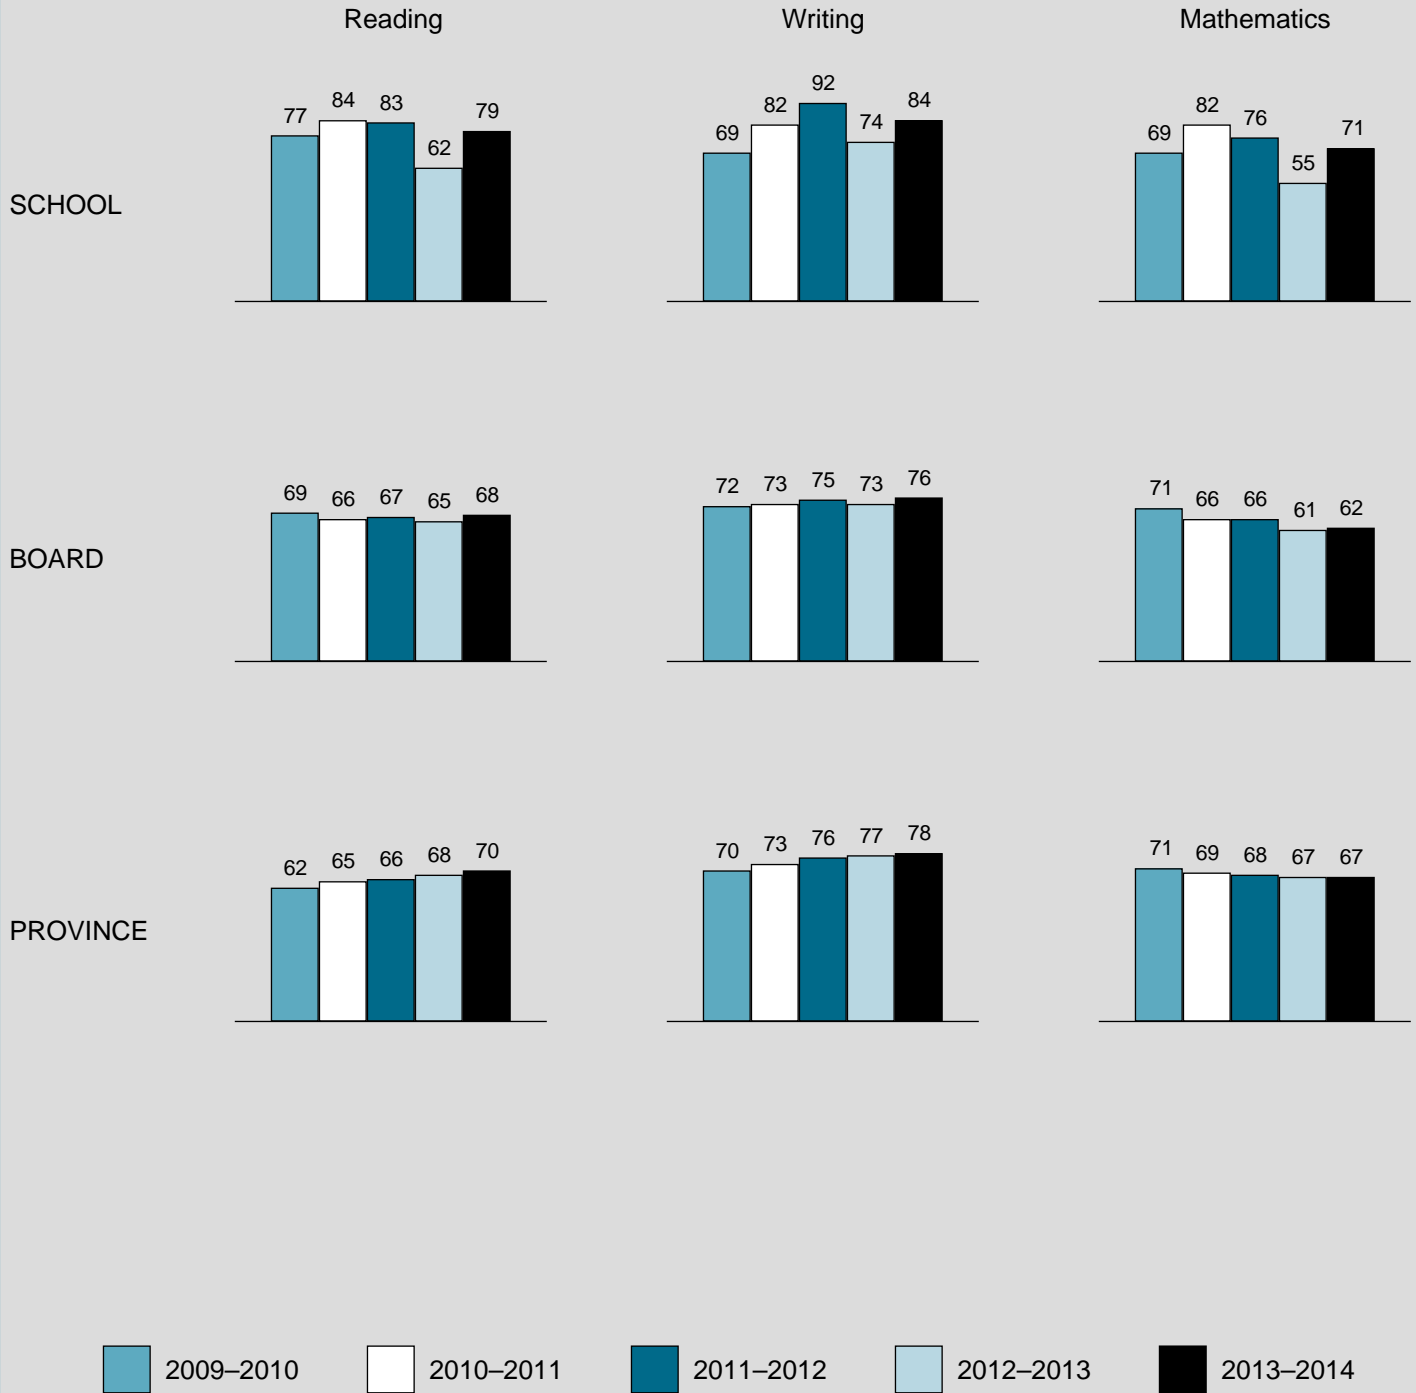 Reading Writing Mathematics
77 84 83 62 79 69 82 92 74 84 69 82 76 55 71
SCHOOL
69 66 67 65 68 72 73 75 73 76 71 66 66 61 62
BOARD
62 65 66 68 70 70 73 76 77 78 71 69 68 67 67
PROVINCE
2009–2010 2010–2011 2011–2012 2012–2013 2013–2014